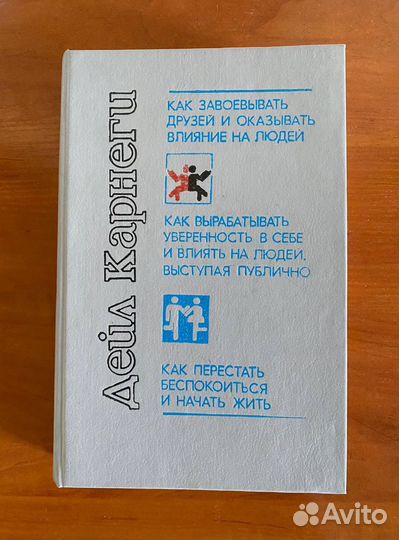 Дейл Карнеги
КАК ЗАВОЕВЫВАТЬ
ДРУЗЕЙ И ОКАЗЫВАТЬ
ВЛИЯНИЕ НА ЛЮДЕЙ
КАК ВЫРАБАТЫВАТЬ
УВЕРЕННОСТЬ В СЕБЕ
И ВЛИЯТЬ НА ЛЮДЕЙ,
ВЫСТУПАЯ ПУБЛИЧНО
КАК ПЕРЕСТАТЬ
БЕСПОКОИТЬСЯ
И НАЧАТЬ ЖИТЬ
Avito